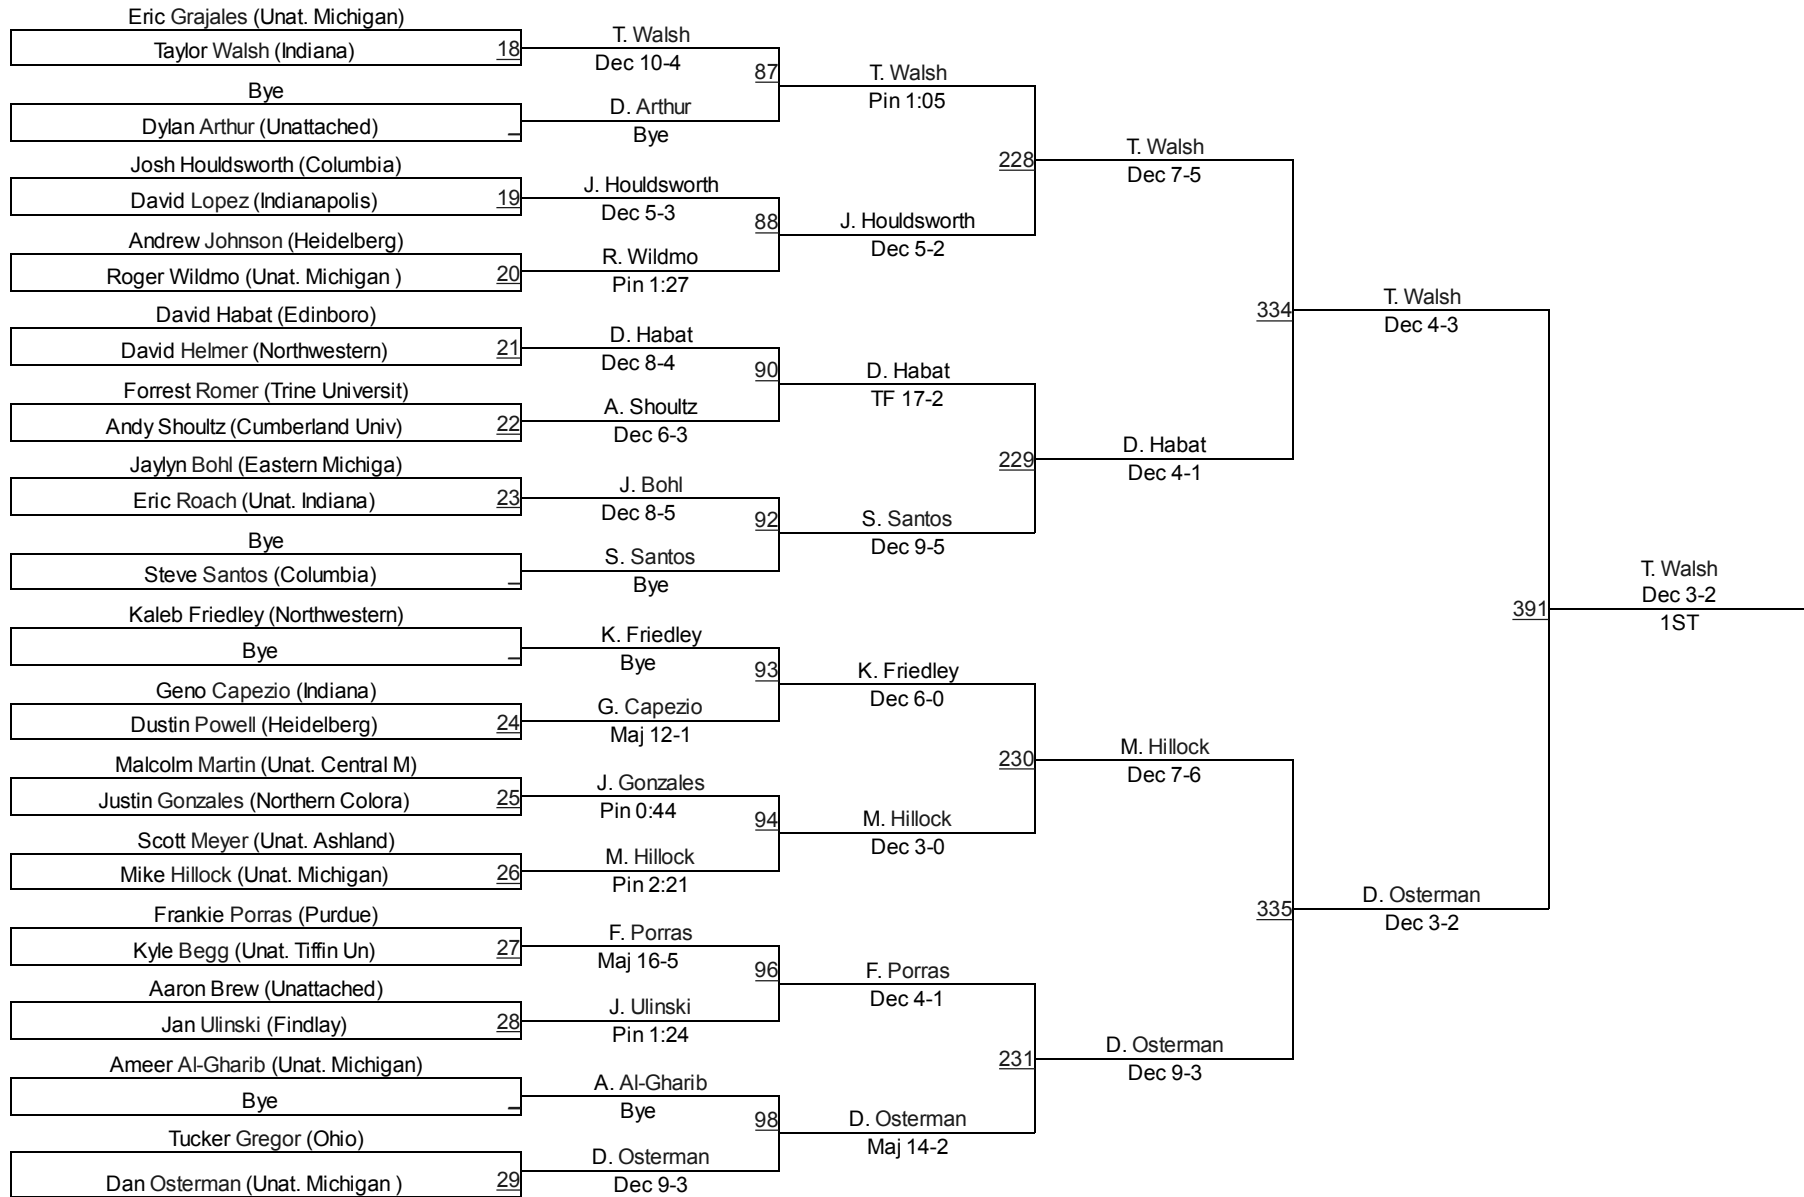 Eric Grajales (Unat. Michigan)
Taylor Walsh (Indiana) 18
Bye
Dylan Arthur (Unattached) _
Josh Houldsworth (Columbia)
David Lopez (Indianapolis) 19
Andrew Johnson (Heidelberg)
Roger Wildmo (Unat. Michigan ) 20
David Habat (Edinboro)
David Helmer (Northwestern) 21
Forrest Romer (Trine Universit)
Andy Shoultz (Cumberland Univ) 22
Jaylyn Bohl (Eastern Michiga)
Eric Roach (Unat. Indiana) 23
Bye
Steve Santos (Columbia) _
Kaleb Friedley (Northwestern)
Bye _
Geno Capezio (Indiana)
Dustin Powell (Heidelberg) 24
Malcolm Martin (Unat. Central M)
Justin Gonzales (Northern Colora) 25
Scott Meyer (Unat. Ashland)
Mike Hillock (Unat. Michigan) 26
Frankie Porras (Purdue)
Kyle Begg (Unat. Tiffin Un) 27
Aaron Brew (Unattached)
Jan Ulinski (Findlay) 28
Ameer Al-Gharib (Unat. Michigan)
Bye _
Tucker Gregor (Ohio)
Dan Osterman (Unat. Michigan ) 29
T. Walsh
Dec 10-4
87
D. Arthur
Bye
J. Houldsworth
Dec 5-3
88
R. Wildmo
Pin 1:27
D. Habat
Dec 8-4
90
A. Shoultz
Dec 6-3
J. Bohl
Dec 8-5
92
S. Santos
Bye
K. Friedley
Bye
93
G. Capezio
Maj 12-1
J. Gonzales
Pin 0:44
94
M. Hillock
Pin 2:21
F. Porras
Maj 16-5
96
J. Ulinski
Pin 1:24
A. Al-Gharib
Bye
98
D. Osterman
Dec 9-3
T. Walsh
Pin 1:05
228
J. Houldsworth
Dec 5-2
D. Habat
TF 17-2
229
S. Santos
Dec 9-5
K. Friedley
Dec 6-0
230
M. Hillock
Dec 3-0
F. Porras
Dec 4-1
231
D. Osterman
Maj 14-2
T. Walsh
Dec 7-5
334
D. Habat
Dec 4-1
M. Hillock
Dec 7-6
335
D. Osterman
Dec 9-3
T. Walsh
Dec 4-3
391
D. Osterman
Dec 3-2
T. Walsh
Dec 3-2
1ST